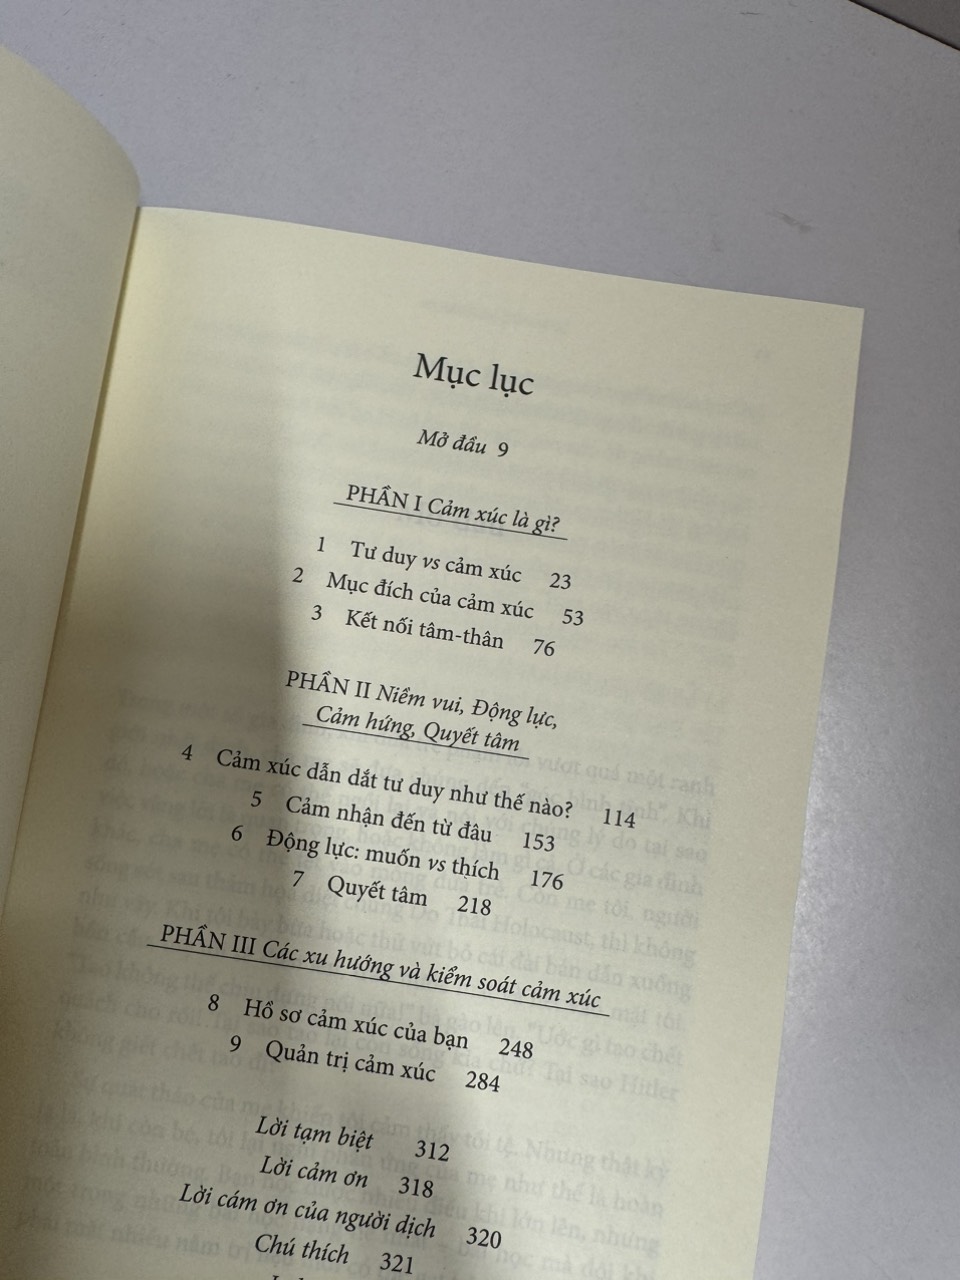 Mục lục
Mở đầu 9
PHẦN I Cảm xúc là gì?
1 Tư duy vs cảm xúc 23
2 Mục đích của cảm xúc 53
3 Kết nối tâm-thân 76
PHẦN II Niềm vui, Động lực,
Cảm hứng, Quyết tâm
4 Cảm xúc dẫn dắt tư duy như thế nào? 114
5 Cảm nhận đến từ đâu 153
6 Động lực: muốn vs thích 176
7 Quyết tâm 218
PHẦN III Các xu hướng và kiểm soát cảm xúc
8 Hồ sơ cảm xúc của bạn 248
9 Quản trị cảm xúc 284
Lời tạm biệt 312
Lời cảm ơn 318
Lời cám ơn của người dịch 320
Chú thích 321